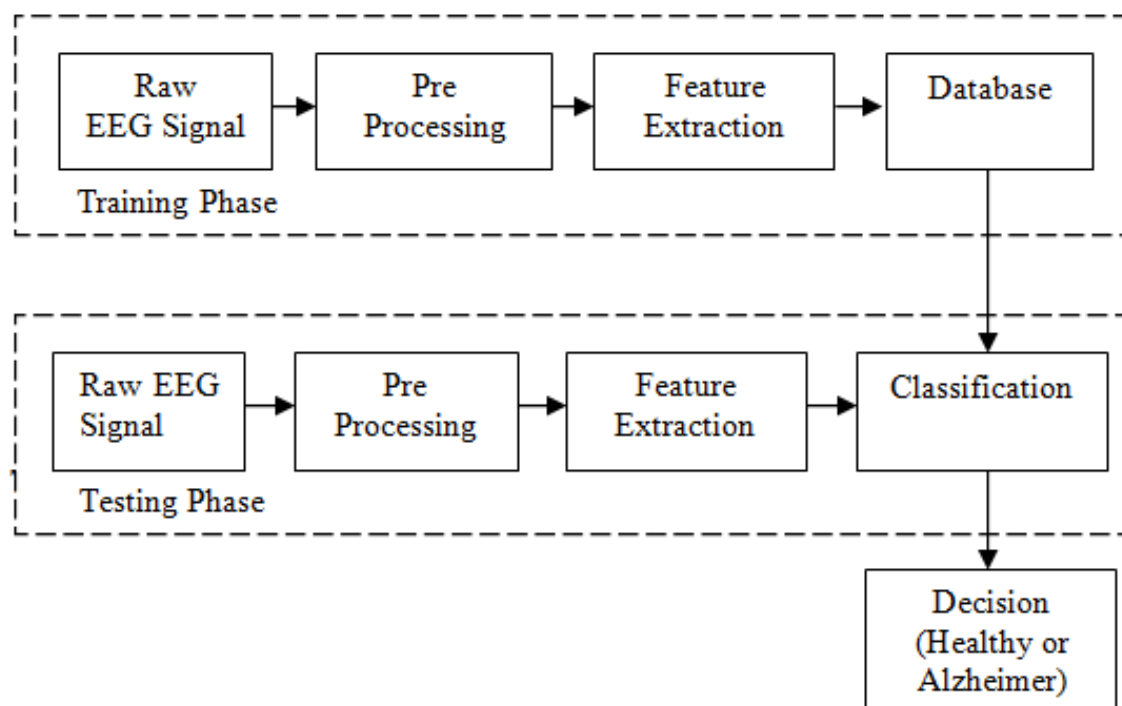 Raw
EEG Signal
Pre
Processing
Feature
Extraction
Database
Training Phase
Raw EEG
Signal
Pre
Processing
Feature
Extraction
Classification
Testing Phase
Decision
(Healthy or
Alzheimer)